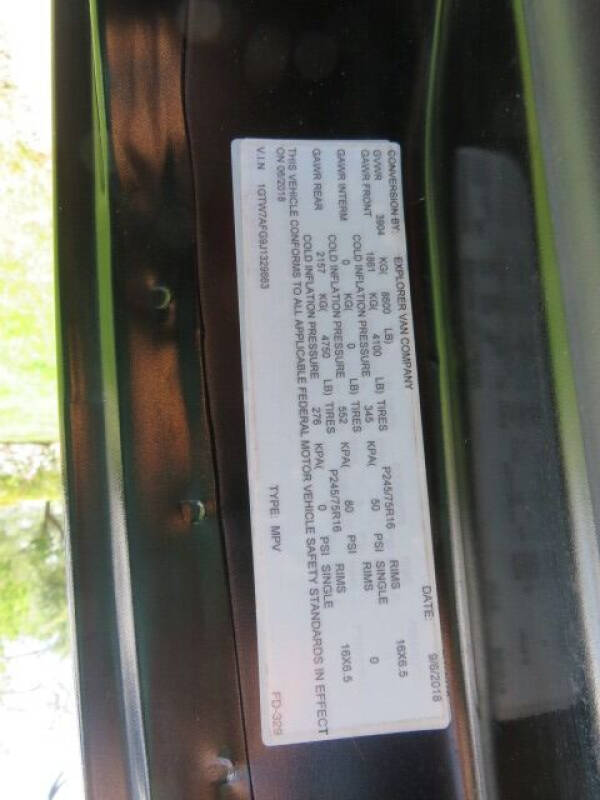 CONVERSION BY: EXPLORER VAN COMPANY DATE: 9/6/2018
GVWR 3904 KG( 8600 LB)
GAWR FRONT 1861 KG( 4100 LB) TIRES P245/75R16 RIMS 16X6.5
COLD INFLATION PRESSURE 345 KPA( 50 PSI SINGLE
GAWR INTERM 0 KG( 0 LB) TIRES RIMS 0
COLD INFLATION PRESSURE 552 KPA( 80 PSI
GAWR REAR 2157 KG( 4750 LB) TIRES P245/75R16 RIMS 16X6.5
COLD INFLATION PRESSURE 276 KPA( 0 PSI SINGLE
THIS VEHICLE CONFORMS TO ALL APPLICABLE FEDERAL MOTOR VEHICLE SAFETY STANDARDS IN EFFECT
ON 06/2018
V.I.N 1GTW7AFG9J1329983 TYPE: MPV FD-329